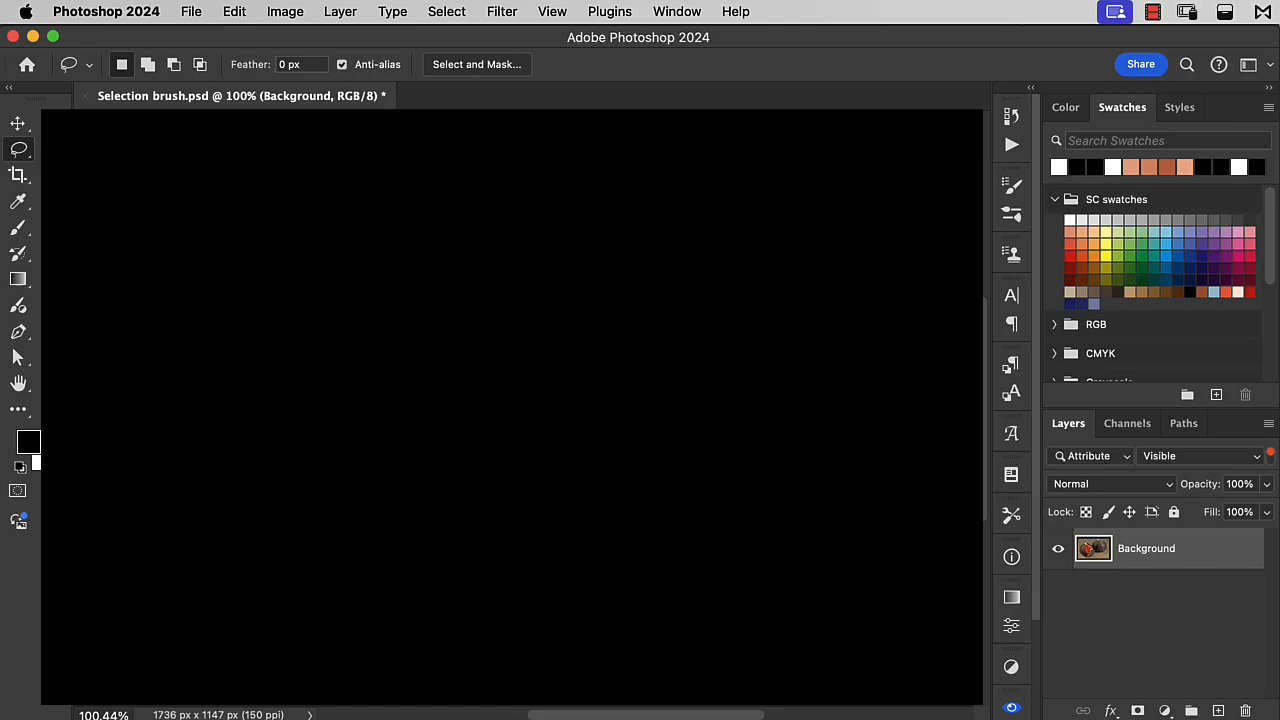 Photoshop 2024 File Edit Image Layer Type Select Filter View Plugins Window Help
Adobe Photoshop 2024
Feather: 0 px Anti-alias Select and Mask... Share
Selection brush.psd @ 100% (Background, RGB/8) *
Color Swatches Styles
Search Swatches
SC swatches
RGB
CMYK
Grayscale
Layers Channels Paths
Attribute Visible
Normal Opacity: 100%
Lock: Fill: 100%
Background
100.44% 1736 px x 1147 px (150 ppi)